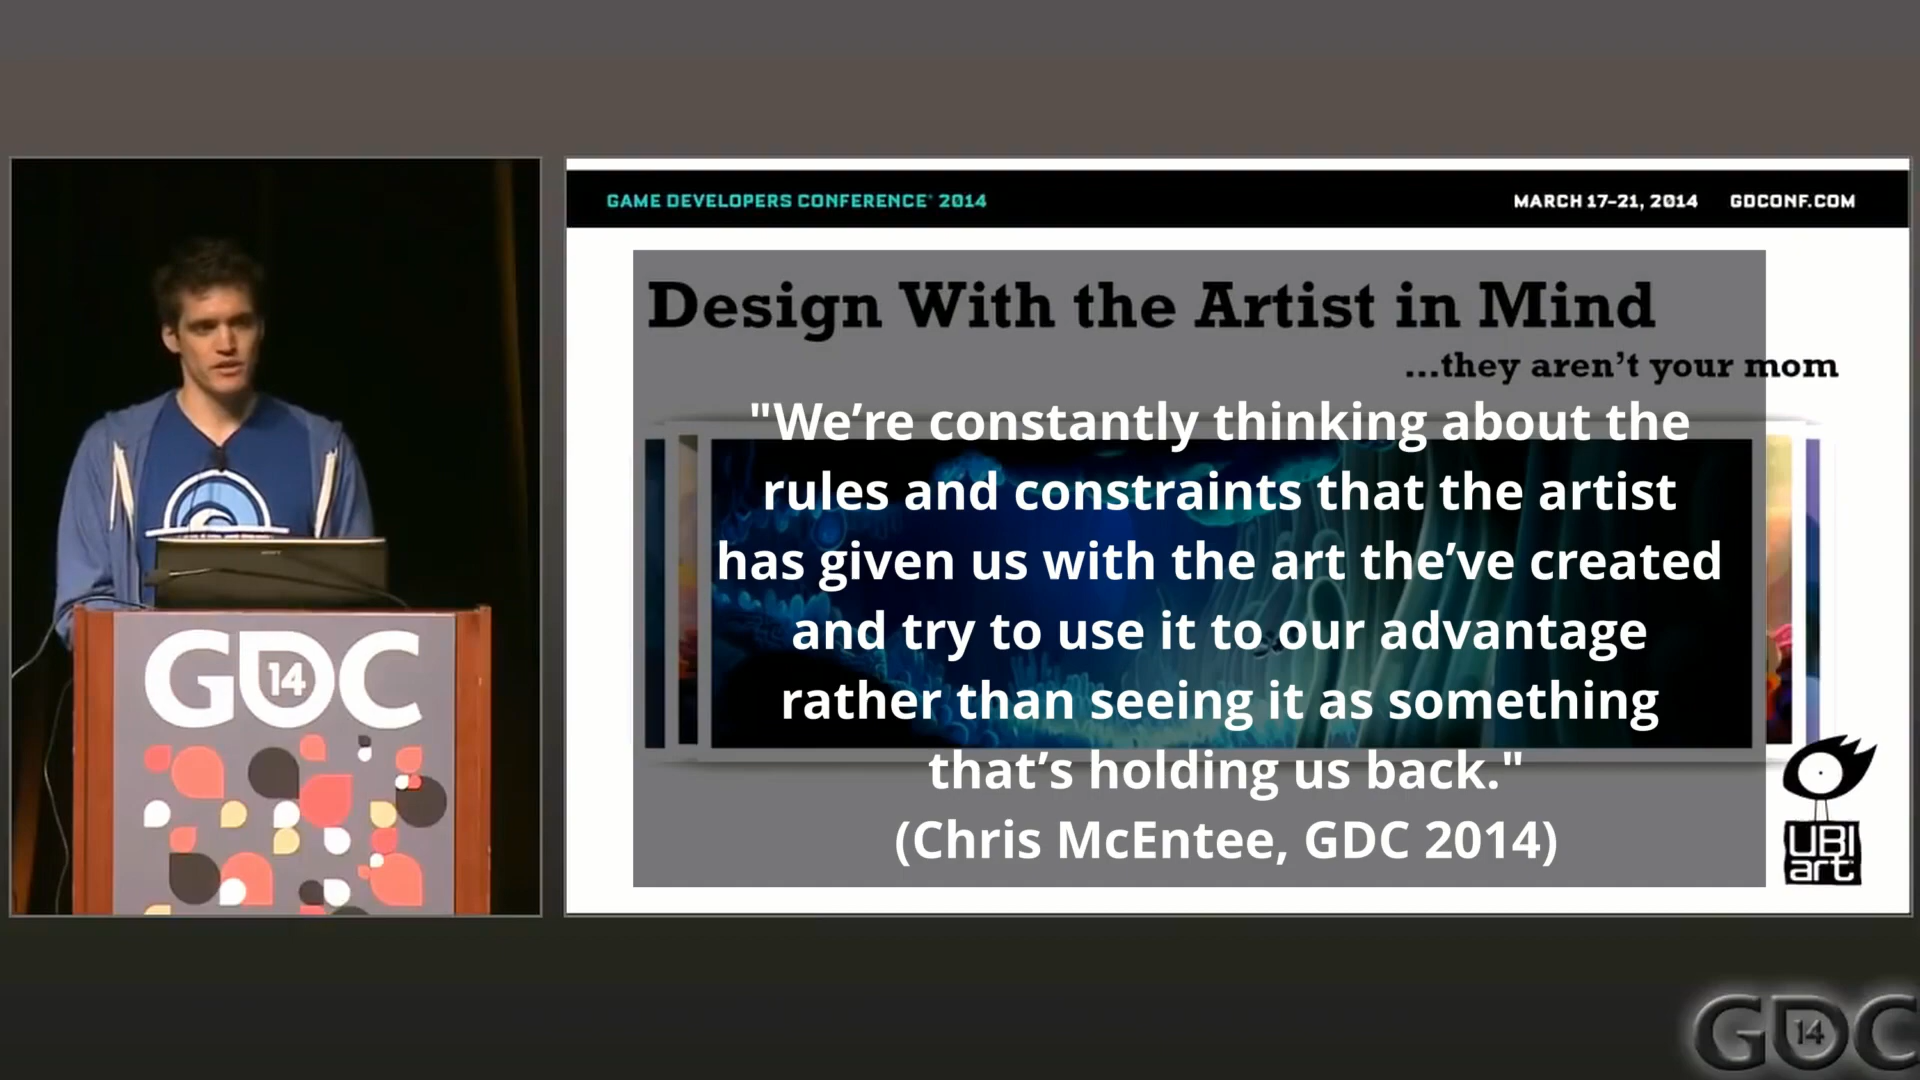 GAME DEVELOPERS CONFERENCE® 2014
MARCH 17-21, 2014 GDCONF.COM
Design With the Artist in Mind
...they aren't your mom
"We’re constantly thinking about the
rules and constraints that the artist
has given us with the art the’ve created
and try to use it to our advantage
rather than seeing it as something
that’s holding us back."
(Chris McEntee, GDC 2014)
UBI
art
GDC
14
GDC
14